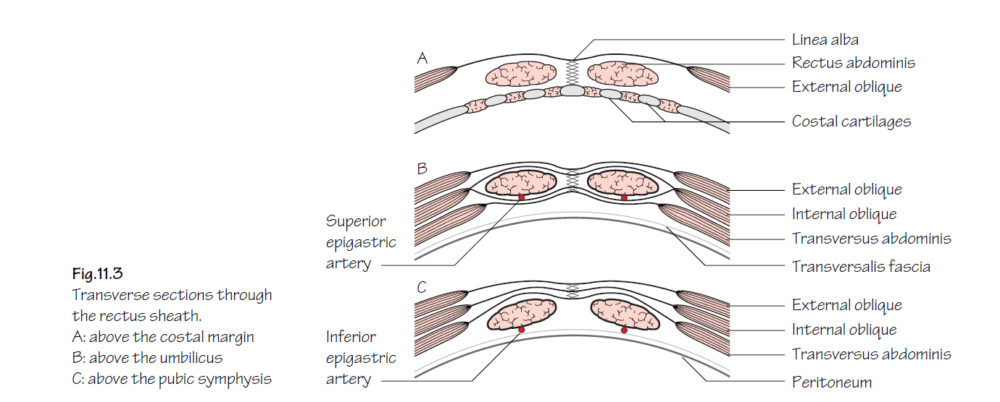 A
Linea alba
Rectus abdominis
External oblique
Costal cartilages
B
External oblique
Internal oblique
Transversus abdominis
Transversalis fascia
Superior
epigastric
artery
C
External oblique
Internal oblique
Transversus abdominis
Peritoneum
Inferior
epigastric
artery
Fig.11.3
Transverse sections through
the rectus sheath.
A: above the costal margin
B: above the umbilicus
C: above the pubic symphysis